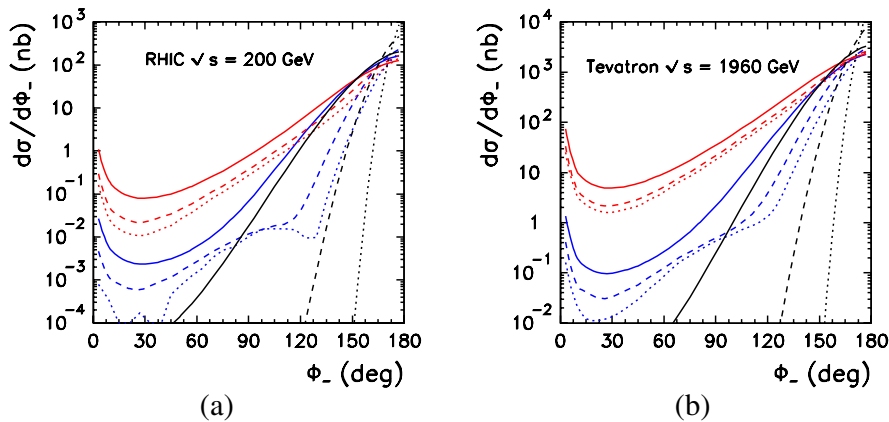 dσ/dΦ₋ (nb)
10³
10²
10
1
10⁻¹
10⁻²
10⁻³
10⁻⁴
RHIC √ s = 200 GeV
0 30 60 90 120 150 180
Φ₋ (deg)
(a)
dσ/dΦ₋ (nb)
10⁴
10³
10²
10
1
10⁻¹
10⁻²
Tevatron √ s = 1960 GeV
0 30 60 90 120 150 180
Φ₋ (deg)
(b)